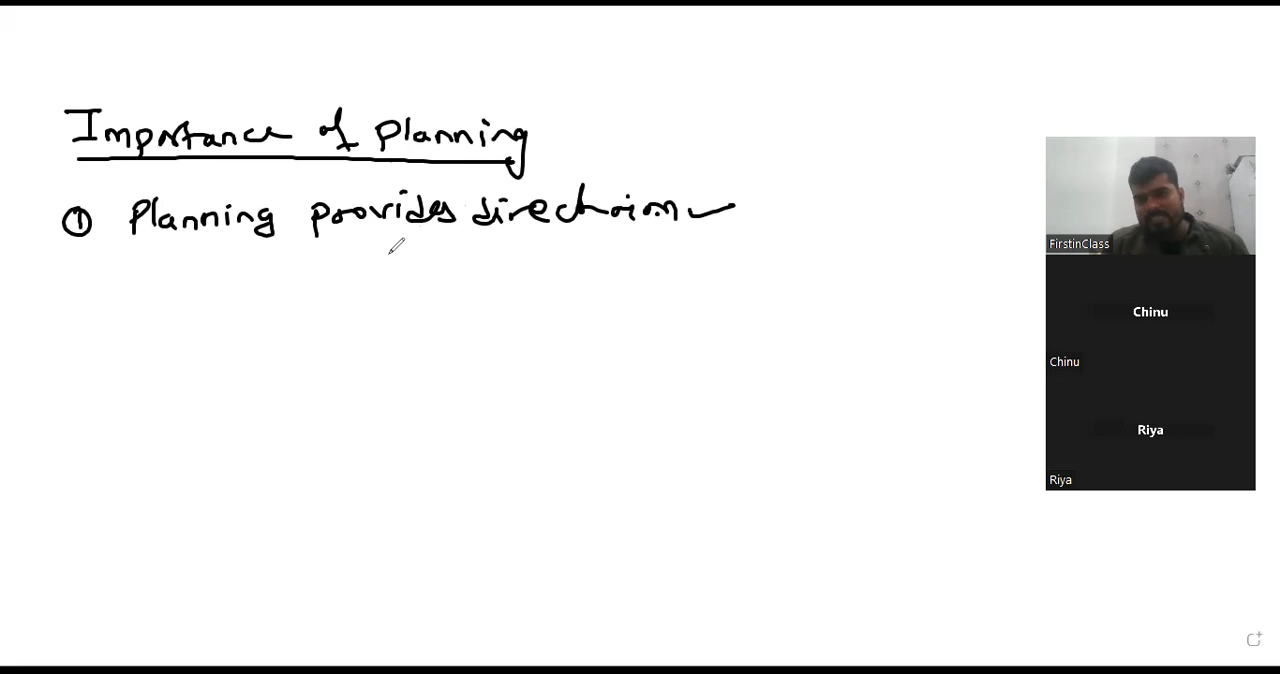 Importance of Planning
① Planning provides direction
FirstinClass
Chinu
Chinu
Riya
Riya